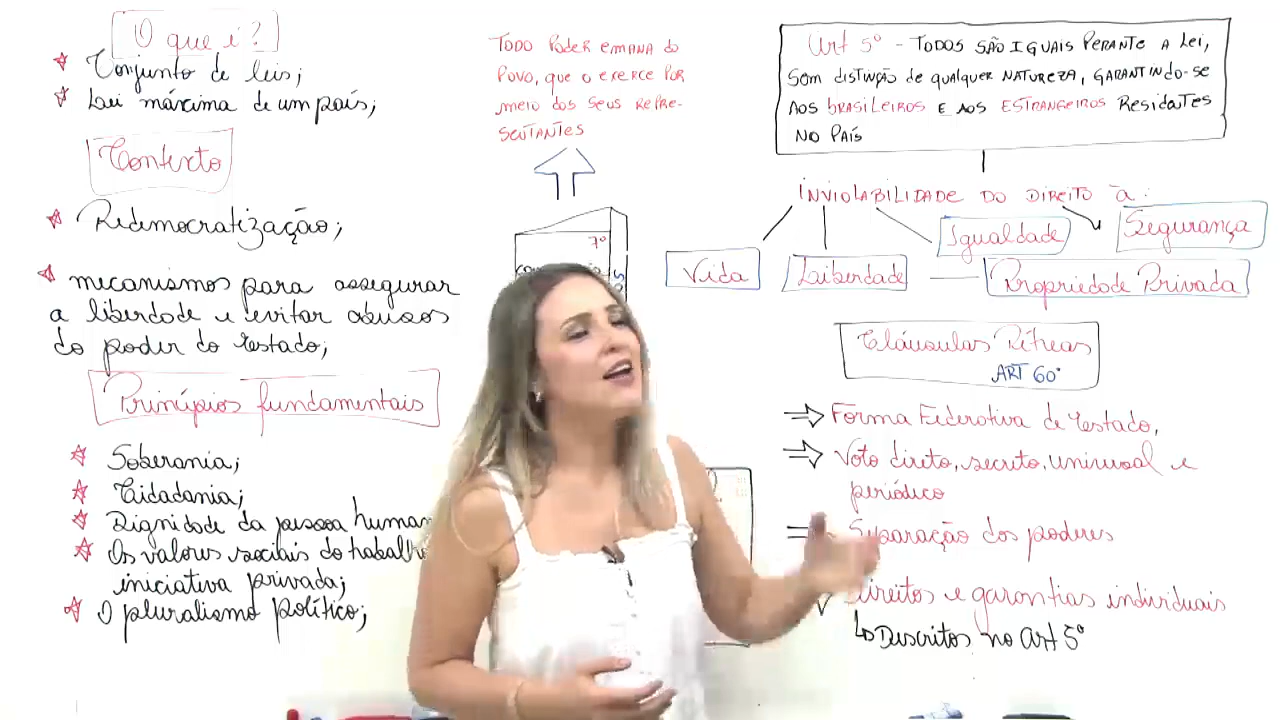 O que é?
Conjunto de leis;
Lei máxima de um país;
Contexto
Redemocratização;
mecanismos para assegurar
a liberdade e evitar abusos
do poder do estado;
Princípios fundamentais
Soberania;
Cidadania;
Dignidade da pessoa human
Os valores sociais do trabalho
iniciativa privada;
O pluralismo político;
TODO PODER EMANA do
POVO, que o EXERCE POR
meio dos seus REPRE-
SENTANTES
7º
Art 5º - TODOS SÃO IGUAIS PERANTE A LEI,
SEM distinção de qualquer NATUREZA, GARANTINDO-SE
AOS BRASILEIROS E AOS ESTRANGEIROS RESIDENTES
NO PAÍS
INVIOLABILIDADE DO DIREITO À:
Vida
Liberdade
Igualdade
Segurança
Propriedade Privada
Cláusulas Pétreas
ART 60º
Forma Federativa de estado,
Voto direto, secreto, universal e
periódico
Separação dos poderes
Direitos e garantias individuais
Descritos no Art 5º